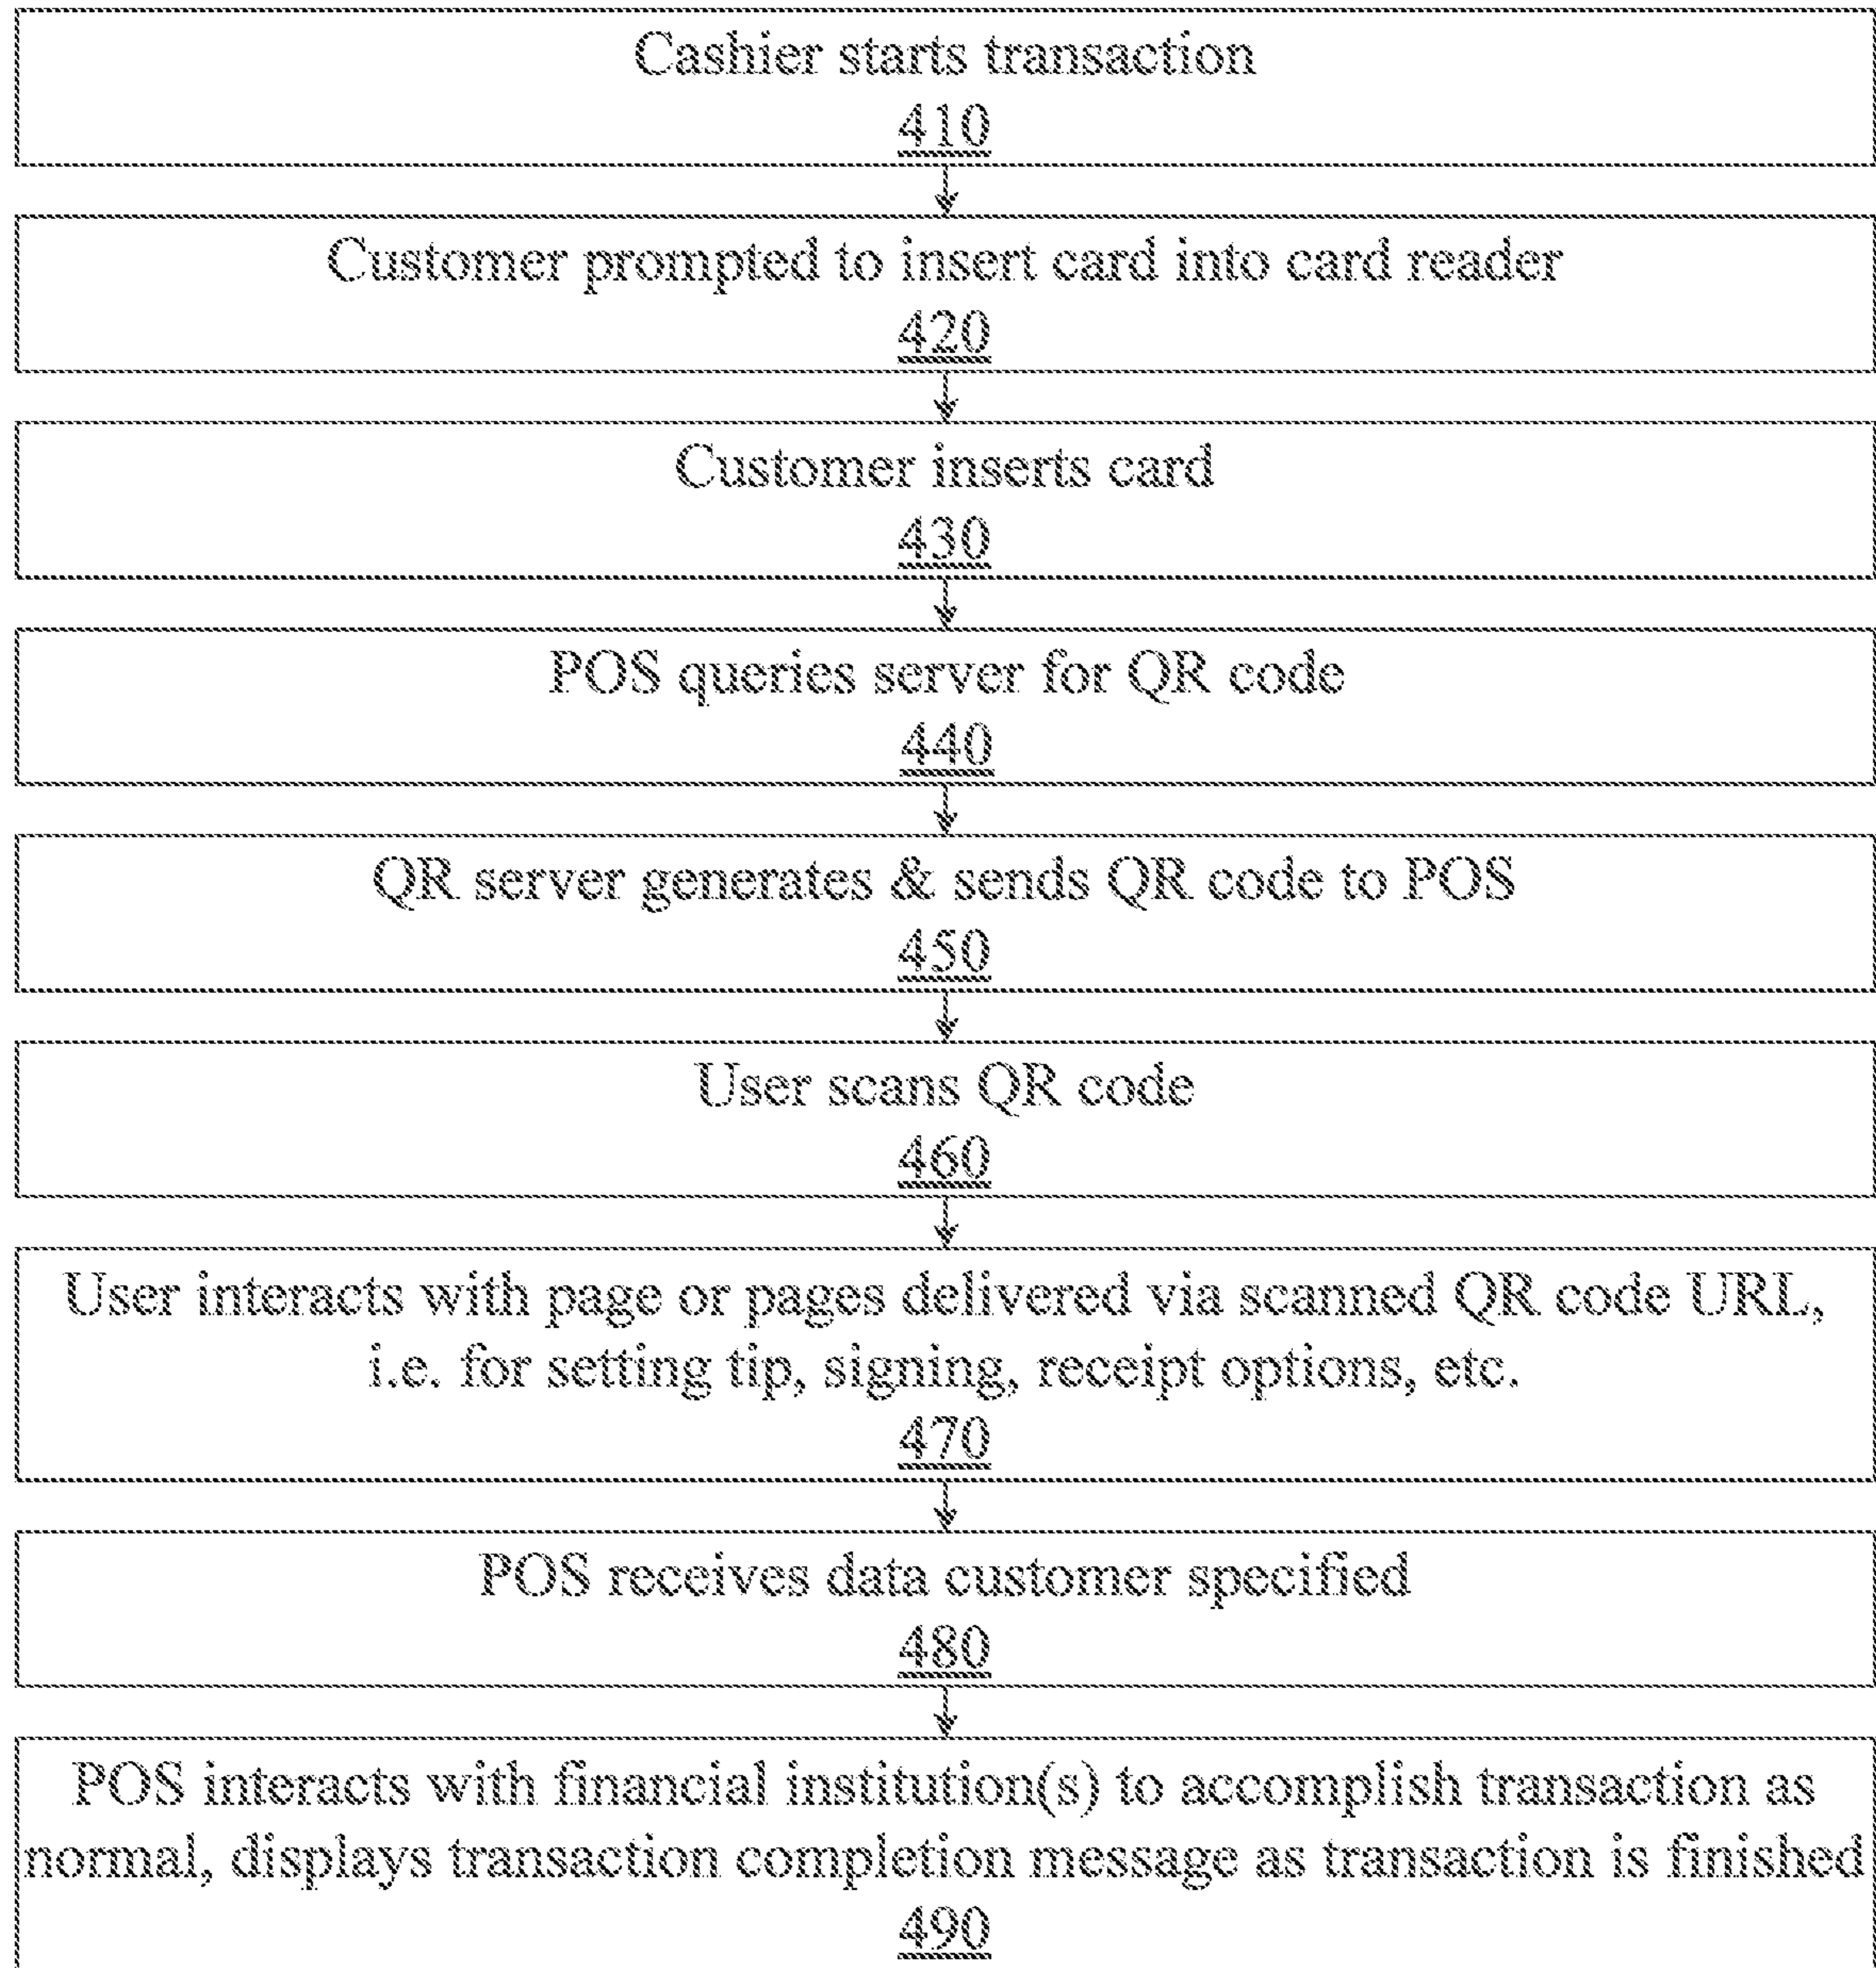 Cashier starts transaction
410
Customer prompted to insert card into card reader
420
Customer inserts card
430
POS queries server for QR code
440
QR server generates & sends QR code to POS
450
User scans QR code
460
User interacts with page or pages delivered via scanned QR code URL,
i.e. for setting tip, signing, receipt options, etc.
470
POS receives data customer specified
480
POS interacts with financial institution(s) to accomplish transaction as
normal, displays transaction completion message as transaction is finished
490